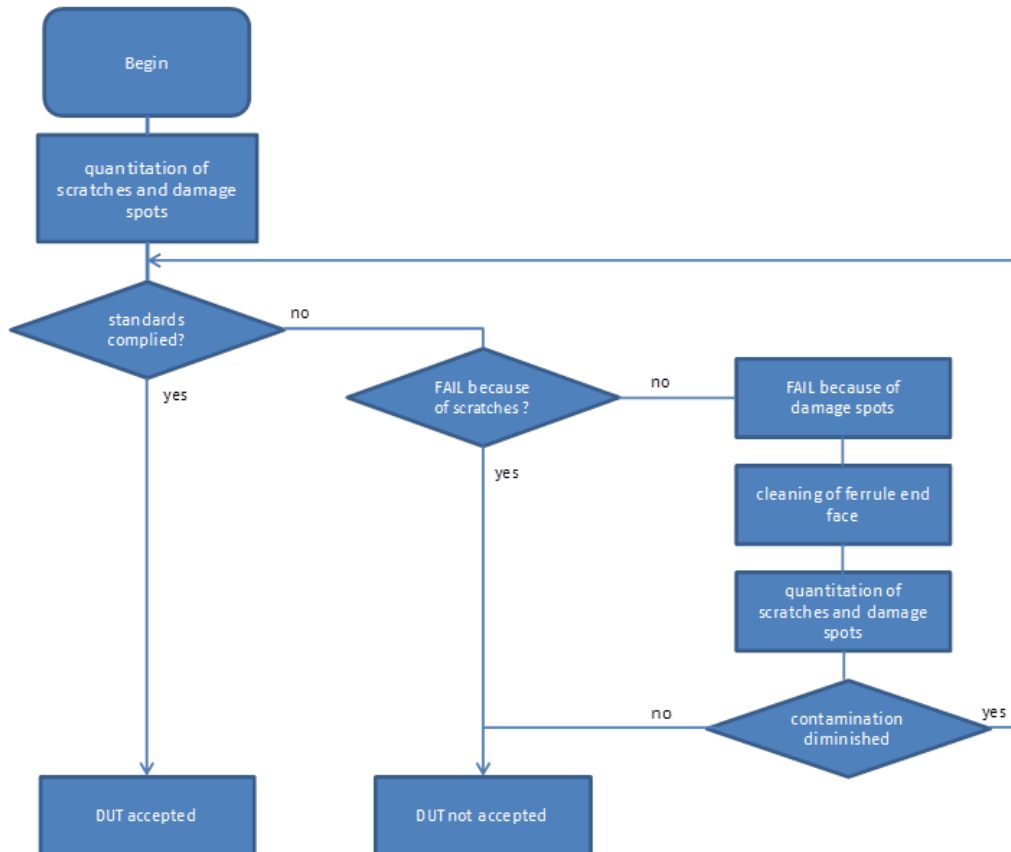 Begin
quantitation of
scratches and damage
spots
standards
complied?
no
yes
FAIL because
of scratches ?
no
yes
FAIL because of
damage spots
cleaning of ferrule end
face
quantitation of
scratches and damage
spots
contamination
diminished
no
yes
DUT accepted
DUT not accepted